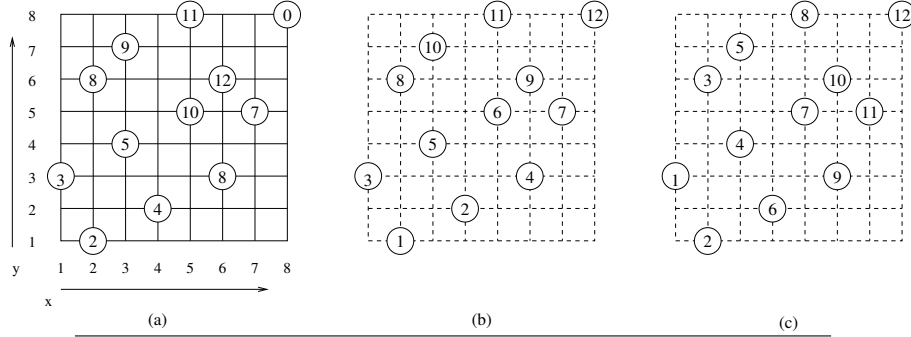 8 11 0 11 12 8 12
7 9 10 5
6 8 12 8 9 3 10
5 10 7 6 7 7 11
4 5 5 4
3 3 8 3 4 1 9
2 4 2 6
1 2 1 2
y 1 2 3 4 5 6 7 8
x
(a) (b) (c)